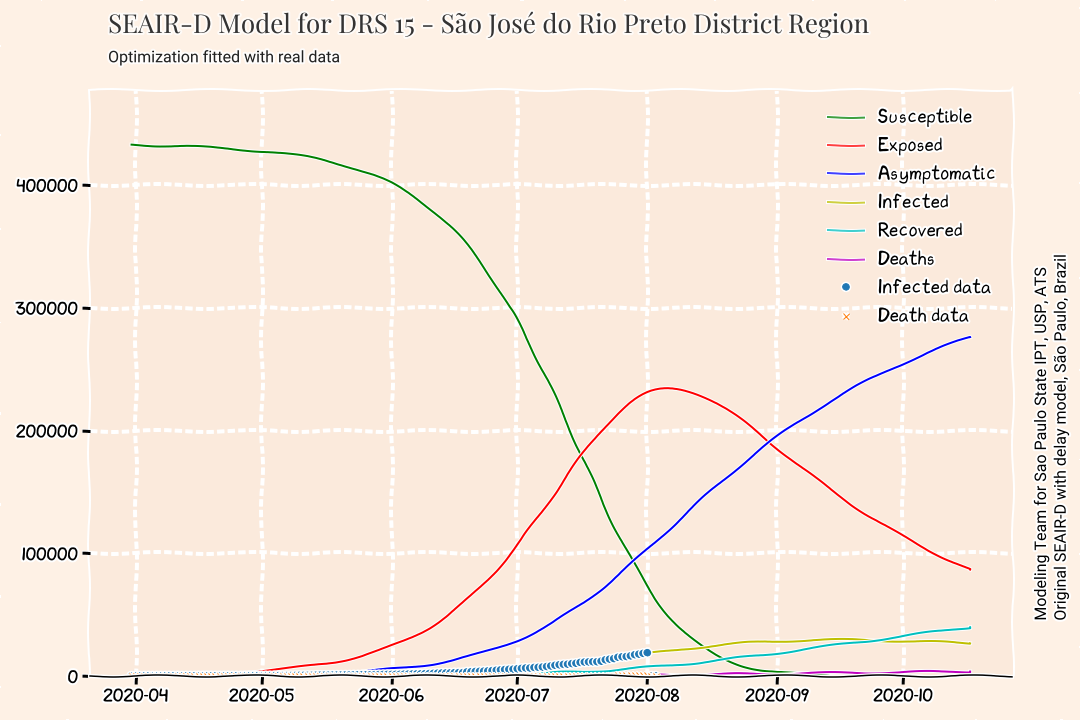 SEAIR-D Model for DRS 15 - São José do Rio Preto District Region
Optimization fitted with real data
Susceptible
Exposed
Asymptomatic
Infected
Recovered
Deaths
Infected data
Death data
400000
300000
200000
100000
0
2020-04
2020-05
2020-06
2020-07
2020-08
2020-09
2020-10
Modeling Team for Sao Paulo State IPT, USP, ATS
Original SEAIR-D with delay model, São Paulo, Brazil